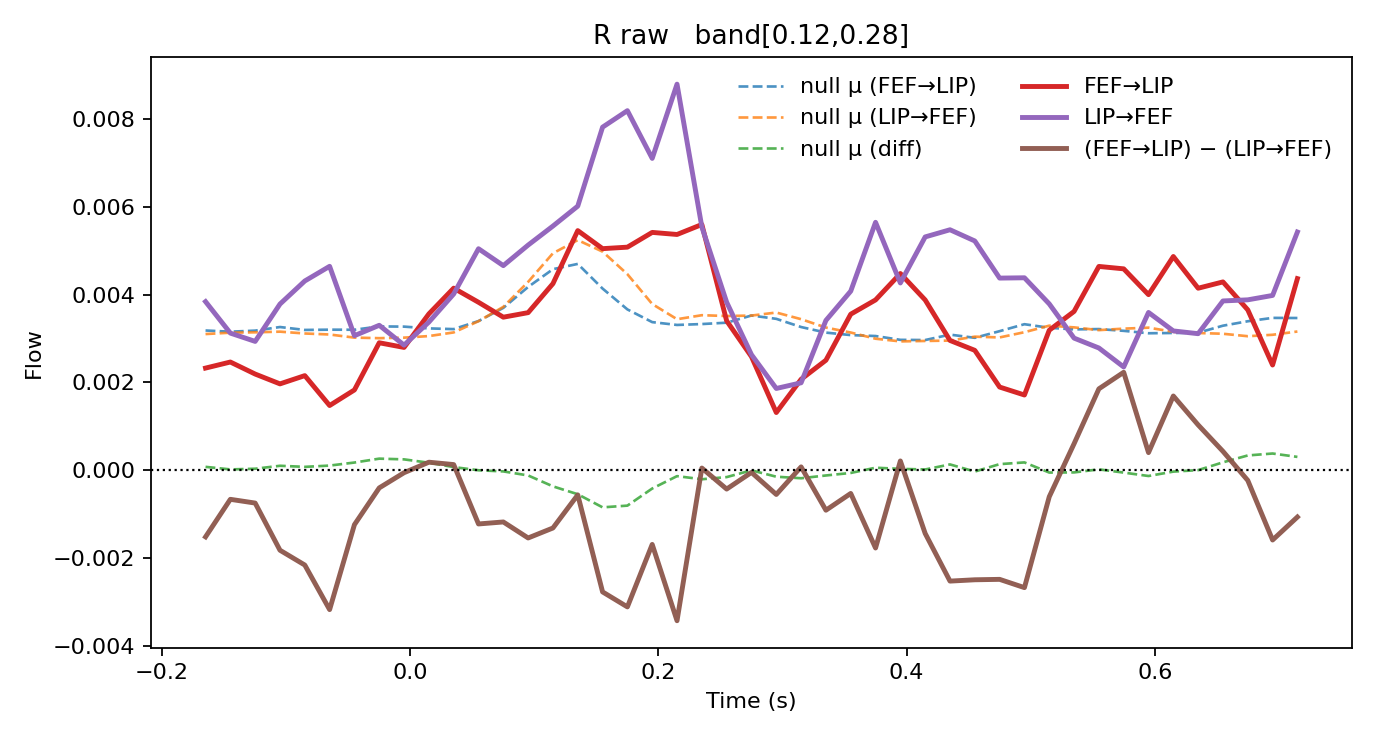 R raw   band[0.12,0.28]
null μ (FEF→LIP)
null μ (LIP→FEF)
null μ (diff)
FEF→LIP
LIP→FEF
(FEF→LIP) − (LIP→FEF)
Flow
0.008
0.006
0.004
0.002
0.000
−0.002
−0.004
−0.2
0.0
0.2
0.4
0.6
Time (s)